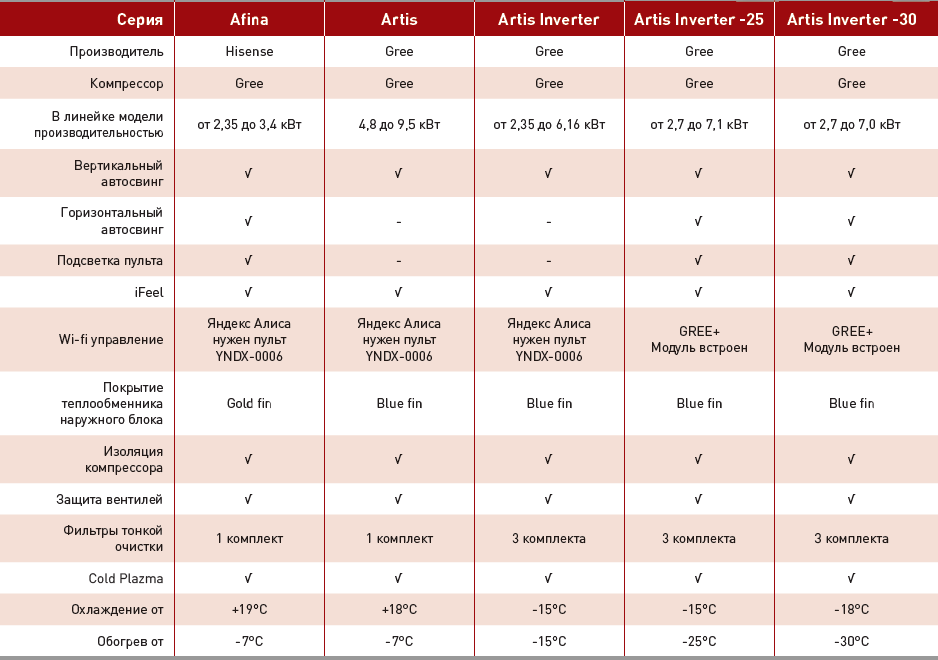 Серия Afina Artis Artis Inverter Artis Inverter -25 Artis Inverter -30
Производитель Hisense Gree Gree Gree Gree
Компрессор Gree Gree Gree Gree Gree
В линейке модели
производительностью от 2,35 до 3,4 кВт 4,8 до 9,5 кВт от 2,35 до 6,16 кВт от 2,7 до 7,1 кВт от 2,7 до 7,0 кВт
Вертикальный
автосвинг √ √ √ √ √
Горизонтальный
автосвинг √ - - √ √
Подсветка пульта √ - - √ √
iFeel √ √ √ √ √
Wi-fi управление
Яндекс Алиса
нужен пульт
YNDX-0006
Яндекс Алиса
нужен пульт
YNDX-0006
Яндекс Алиса
нужен пульт
YNDX-0006
GREE+
Модуль встроен
GREE+
Модуль встроен
Покрытие
теплообменника
наружного блока
Gold fin Blue fin Blue fin Blue fin Blue fin
Изоляция
компрессора √ √ √ √ √
Защита вентилей √ √ √ √ √
Фильтры тонкой
очистки 1 комплект 1 комплект 3 комплекта 3 комплекта 3 комплекта
Cold Plazma √ √ √ √ √
Охлаждение от +19°C +18°C -15°C -15°C -18°C
Обогрев от -7°C -7°C -15°C -25°C -30°C